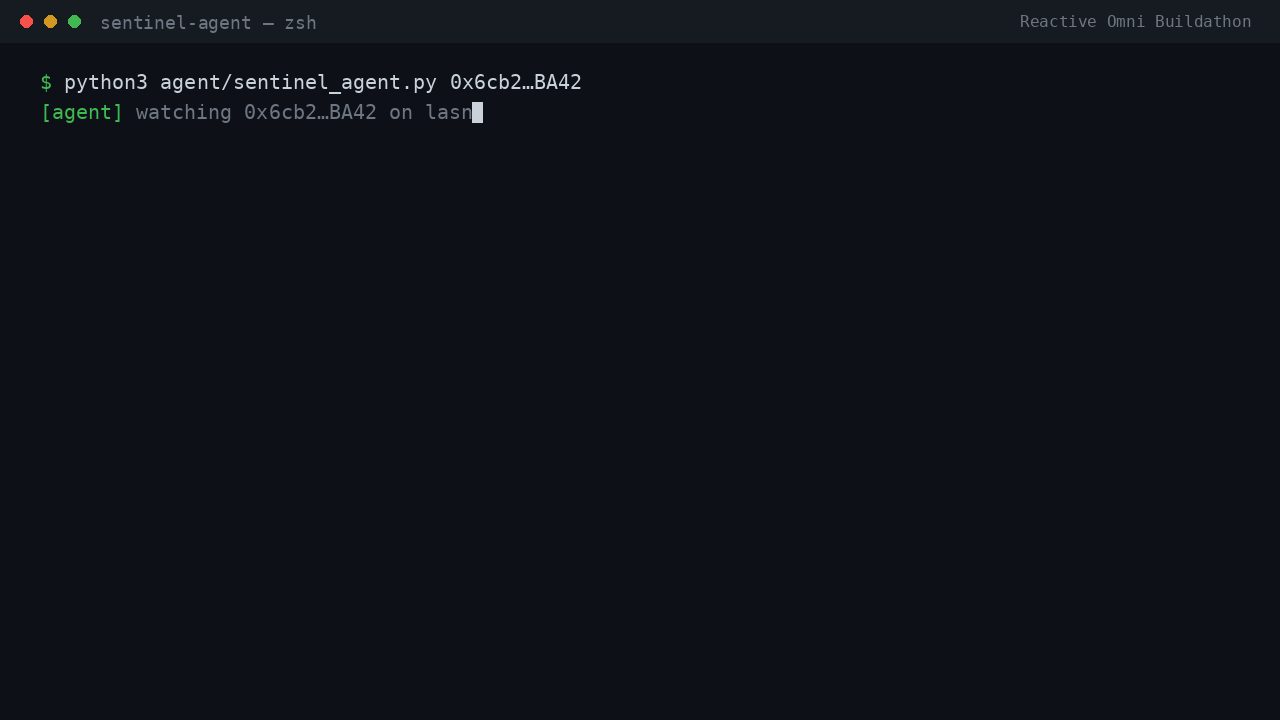 sentinel-agent — zsh
Reactive Omni Buildathon
$ python3 agent/sentinel_agent.py 0x6cb2…BA42
[agent] watching 0x6cb2…BA42 on lasn